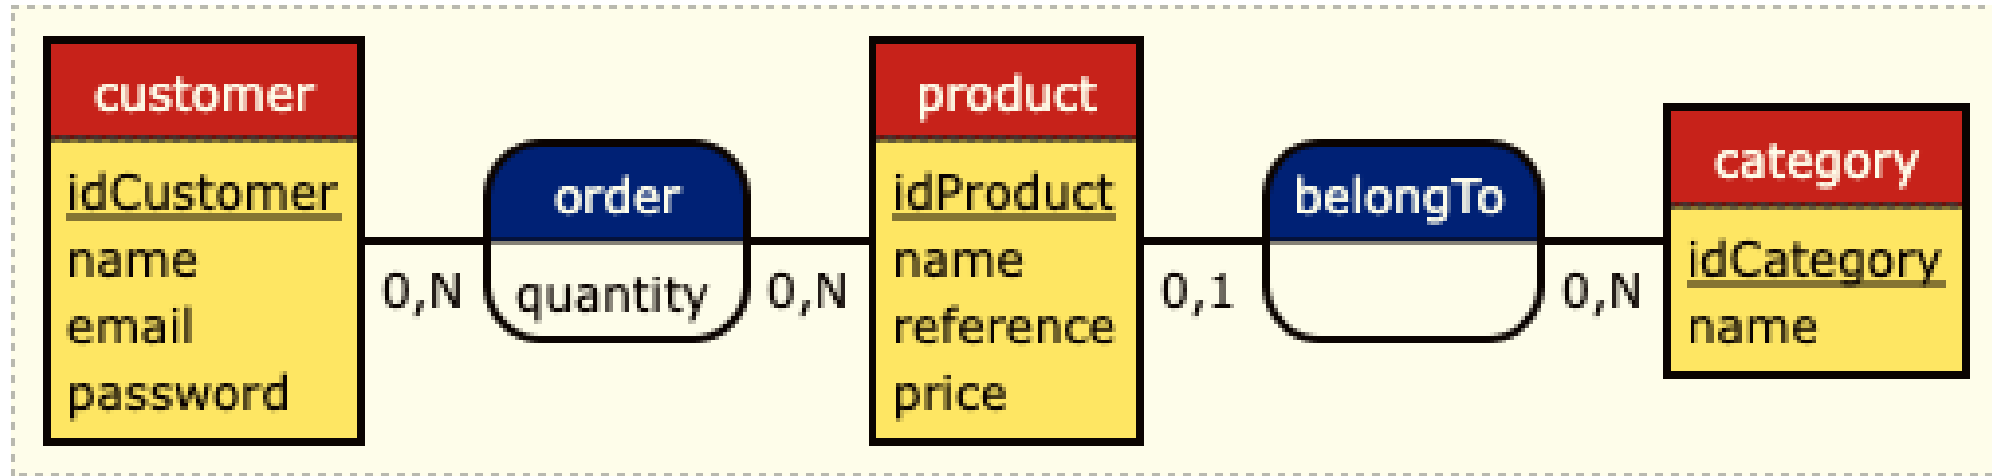 customer
idCustomer
name
email
password
0,N
order
quantity
0,N
product
idProduct
name
reference
price
0,1
belongTo
0,N
category
idCategory
name